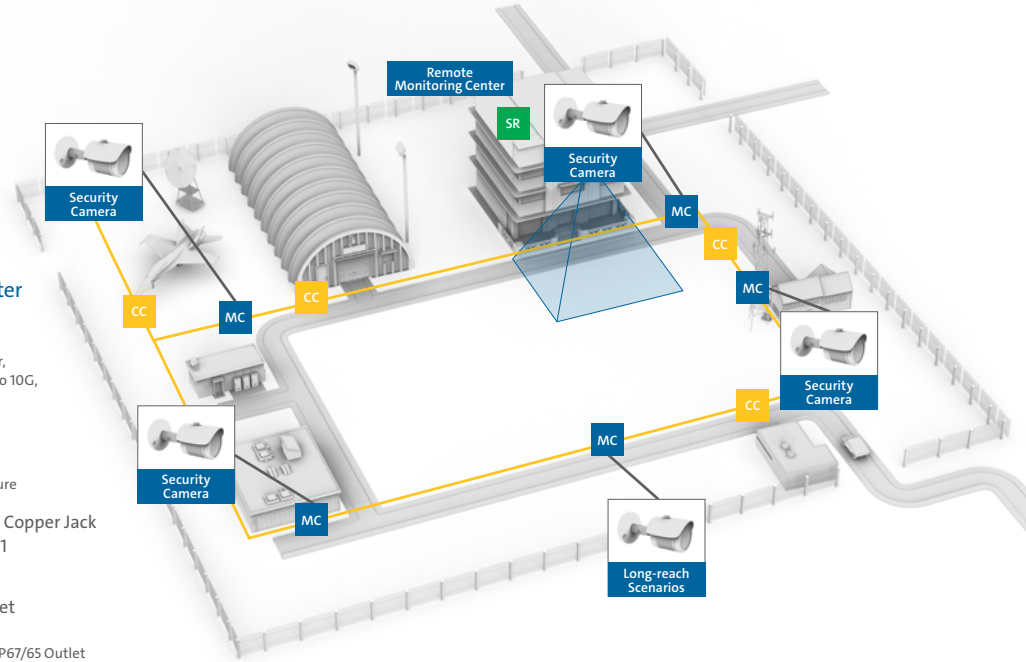 Remote
Monitoring Center
SR
Security
Camera
Security
Camera
MC
CC
MC
CC
CC
MC
ter
r,
o 10G,
Security
Camera
CC
MC
Security
Camera
ure
Copper Jack
1
MC
Long-reach
Scenarios
et
P67/65 Outlet